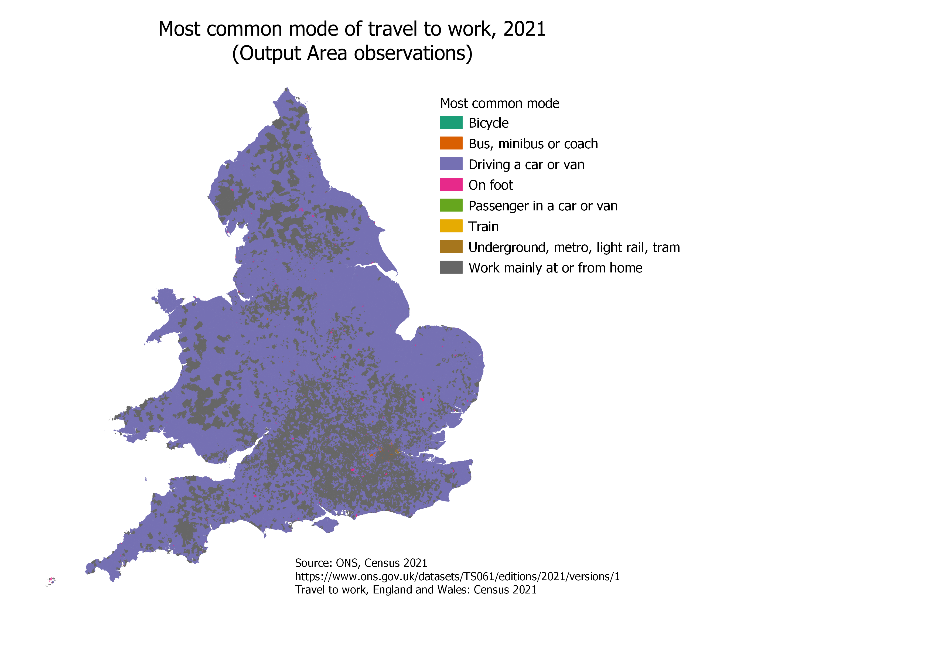 Most common mode of travel to work, 2021
(Output Area observations)
Most common mode
Bicycle
Bus, minibus or coach
Driving a car or van
On foot
Passenger in a car or van
Train
Underground, metro, light rail, tram
Work mainly at or from home
Source: ONS, Census 2021
https://www.ons.gov.uk/datasets/TS061/editions/2021/versions/1
Travel to work, England and Wales: Census 2021